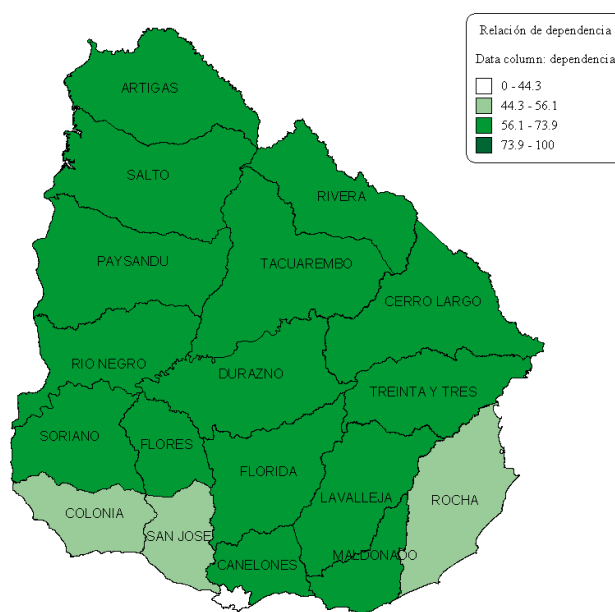 Relación de dependencia
Data column: dependencia
0 - 44.3
44.3 - 56.1
56.1 - 73.9
73.9 - 100
ARTIGAS
SALTO
RIVERA
PAYSANDU
TACUAREMBO
CERRO LARGO
RIO NEGRO
DURAZNO
TREINTA Y TRES
SORIANO
FLORES
FLORIDA
LAVALLEJA
ROCHA
COLONIA
SAN JOSE
MALDONADO
CANELONES